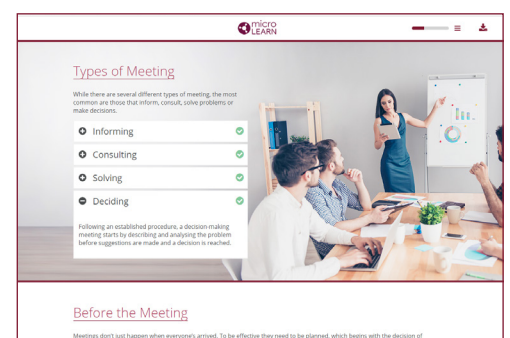 micro
LEARN
Types of Meeting
While there are several different types of meeting, the most
common are those that inform, consult, solve problems or
make decisions.
Informing
Consulting
Solving
Deciding
Following an established procedure, a decision-making
meeting starts by describing and analysing the problem
before suggestions are made and a decision is reached.
Before the Meeting
Meetings don't just happen when everyone's arrived. To be effective they need to be planned, which begins with the decision of